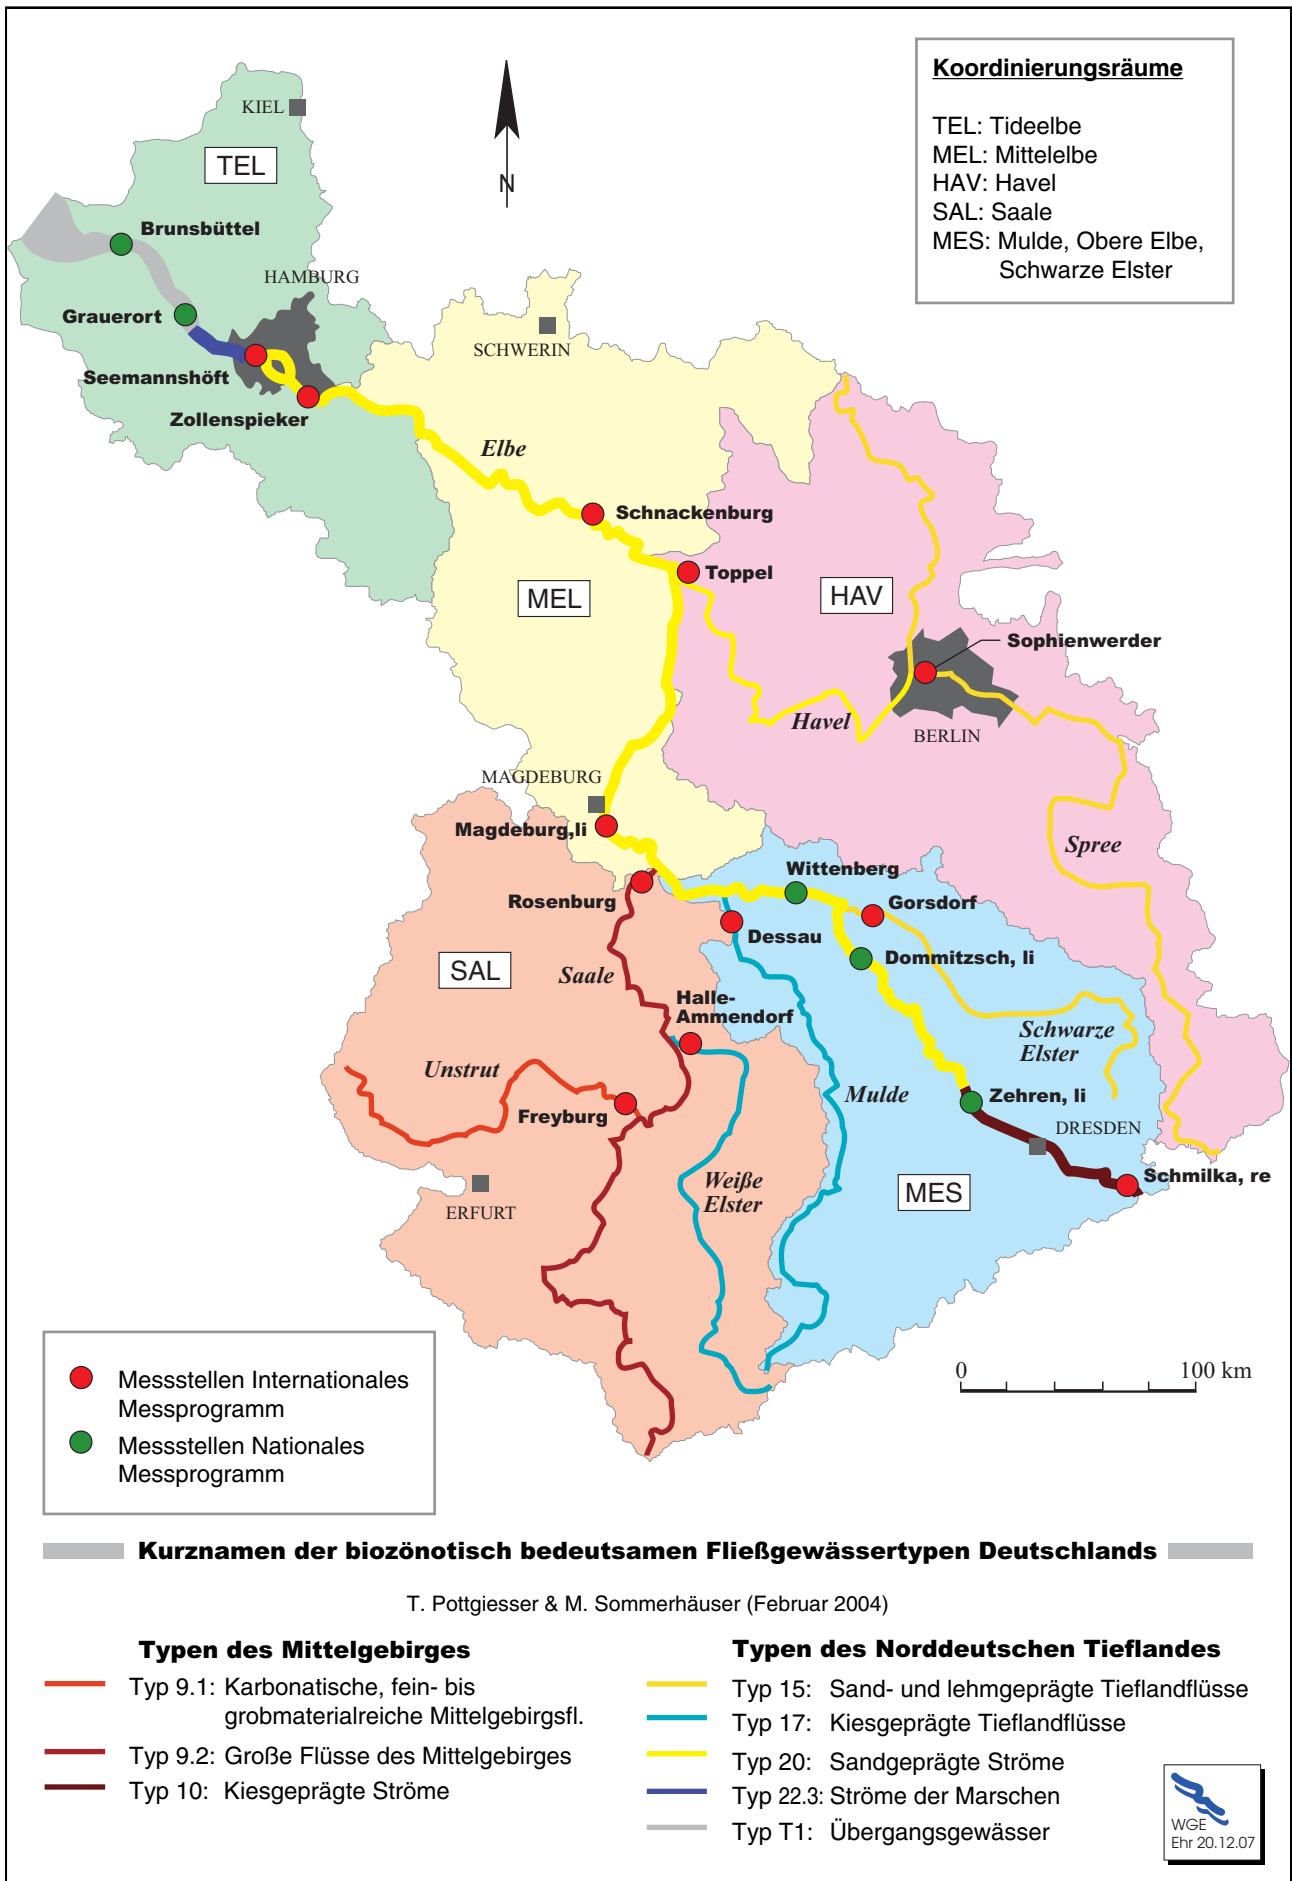 Koordinierungsräume
TEL: Tideelbe
MEL: Mittelelbe
HAV: Havel
SAL: Saale
MES: Mulde, Obere Elbe,
Schwarze Elster
KIEL
TEL
N
Brunsbüttel
HAMBURG
Grauerort
SCHWERIN
Seemannshöft
Zollenspieker
Elbe
Schnackenburg
Toppel
MEL
HAV
Sophienwerder
Havel
BERLIN
MAGDEBURG
Magdeburg,li
Spree
Wittenberg
Rosenburg
Gorsdorf
Dessau
Dommitzsch, li
SAL
Saale
Halle-
Ammendorf
Schwarze
Elster
Unstrut
Mulde
Zehren, li
Freyburg
DRESDEN
Weiße
Elster
Schmilka, re
MES
ERFURT
0 100 km
Messstellen Internationales
Messprogramm
Messstellen Nationales
Messprogramm
Kurznamen der biozönotisch bedeutsamen Fließgewässertypen Deutschlands
T. Pottgiesser & M. Sommerhäuser (Februar 2004)
Typen des Mittelgebirges
Typ 9.1: Karbonatische, fein- bis
grobmaterialreiche Mittelgebirgsfl.
Typ 9.2: Große Flüsse des Mittelgebirges
Typ 10: Kiesgeprägte Ströme
Typen des Norddeutschen Tieflandes
Typ 15: Sand- und lehmgeprägte Tieflandflüsse
Typ 17: Kiesgeprägte Tieflandflüsse
Typ 20: Sandgeprägte Ströme
Typ 22.3: Ströme der Marschen
Typ T1: Übergangsgewässer
WGE
Ehr 20.12.07